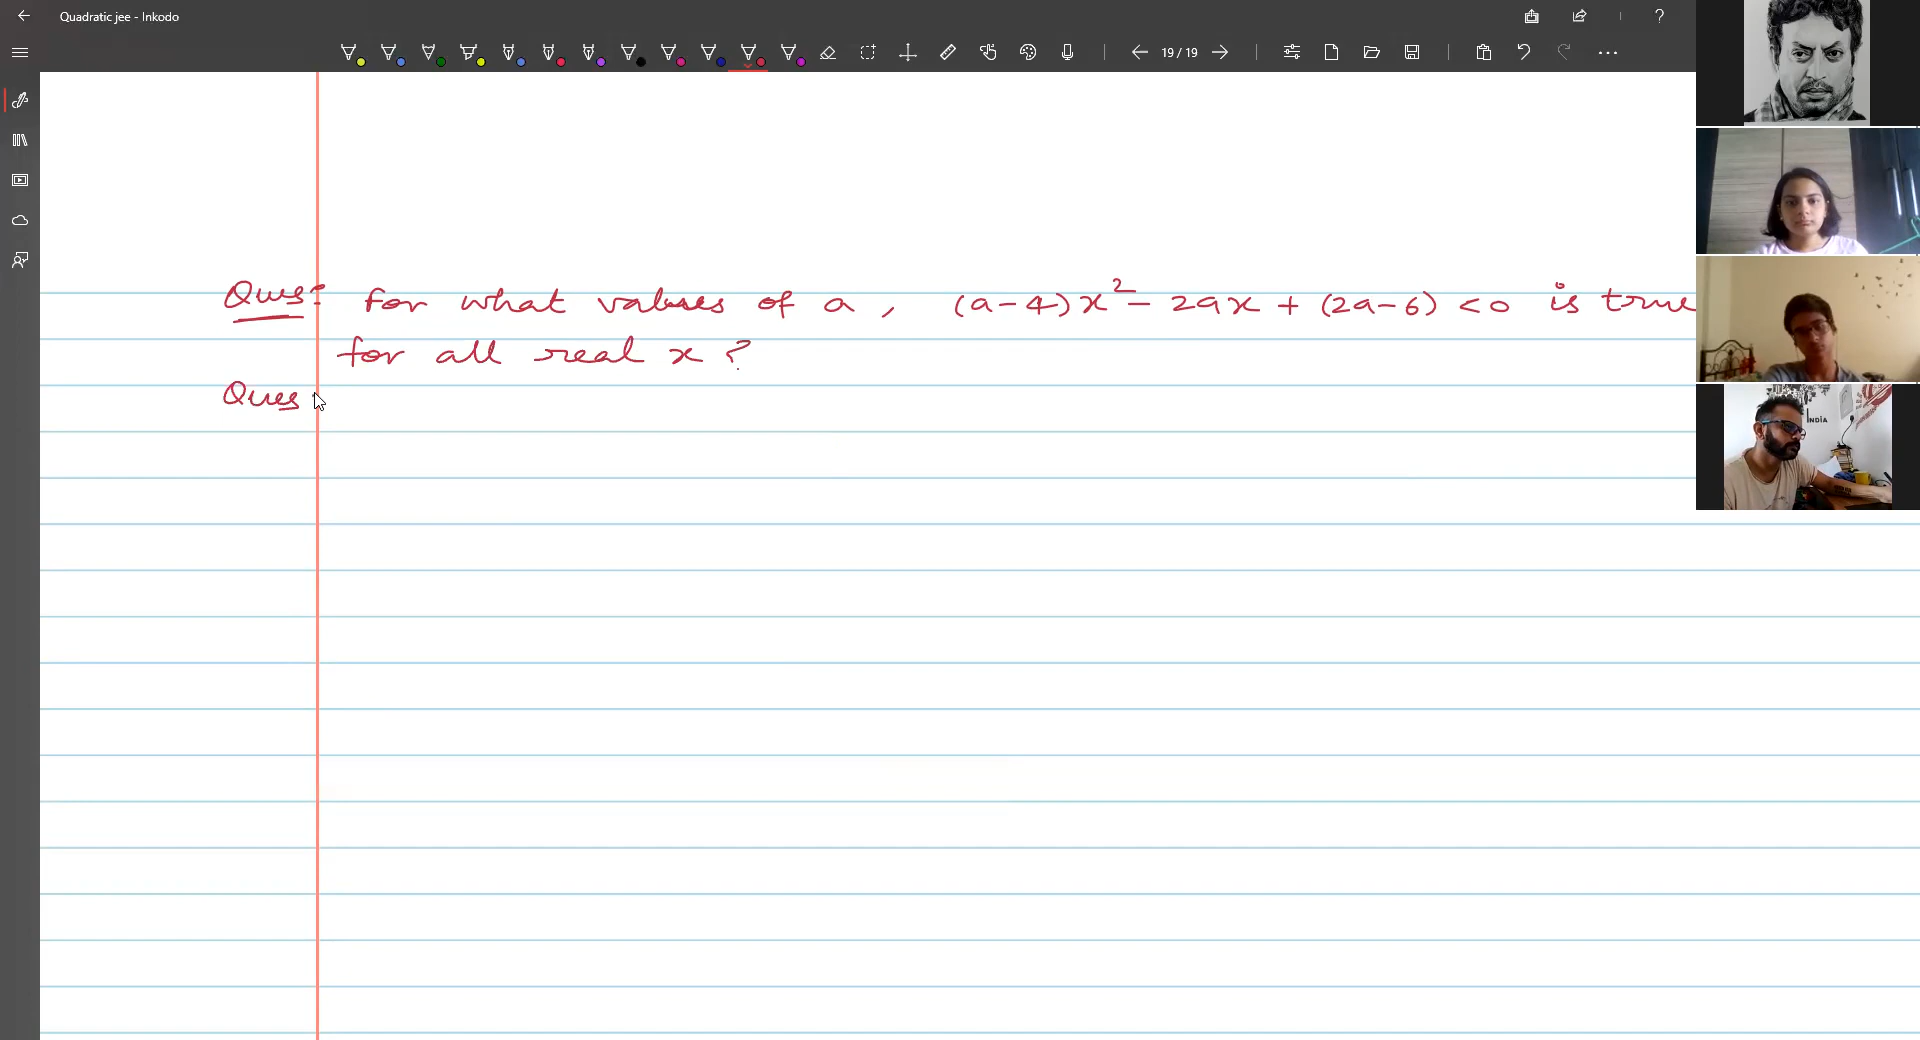 Quadratic jee - Inkodo
19 / 19
Ques: For what values of a, (a-4)x² - 2ax + (2a-6) < 0 is true
for all real x ?
Ques
INDIA